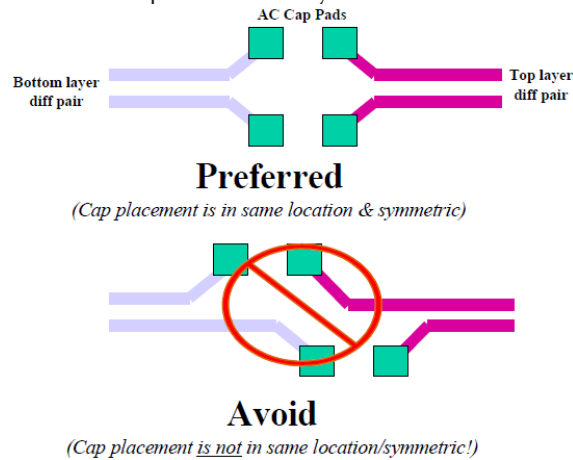 AC Cap Pads
Bottom layer
diff pair
Top layer
diff pair
Preferred
(Cap placement is in same location & symmetric)
Avoid
(Cap placement is not in same location/symmetric!)